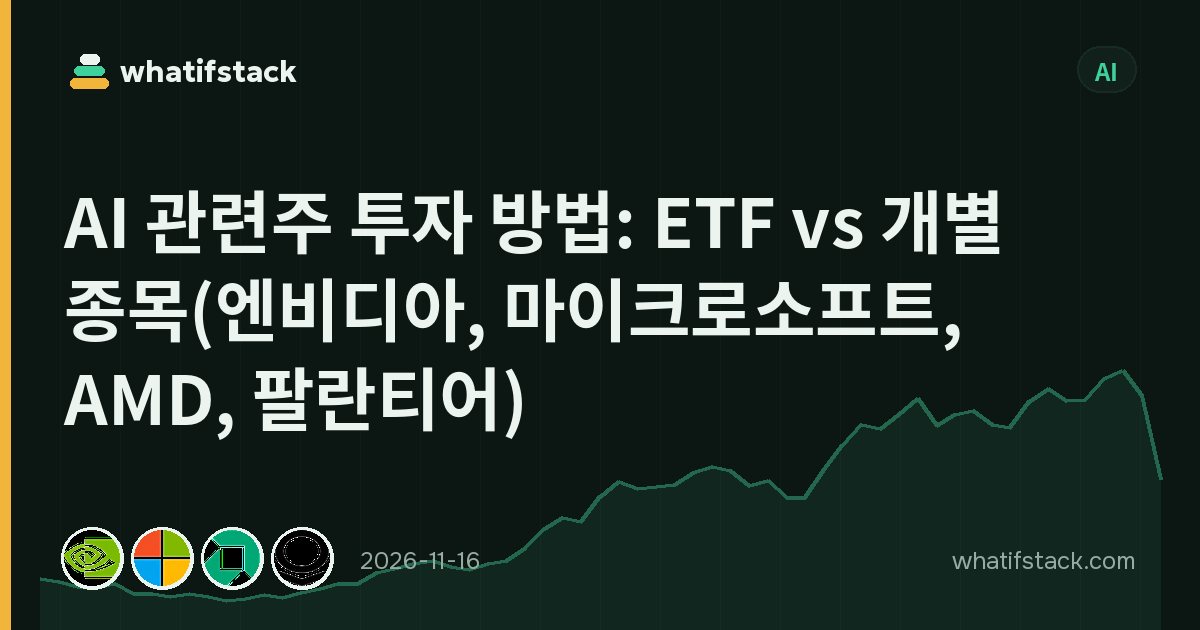 whatifstack
AI
AI 관련주 투자 방법: ETF vs 개별
종목(엔비디아, 마이크로소프트,
AMD, 팔란티어)
2026-11-16
whatifstack.com